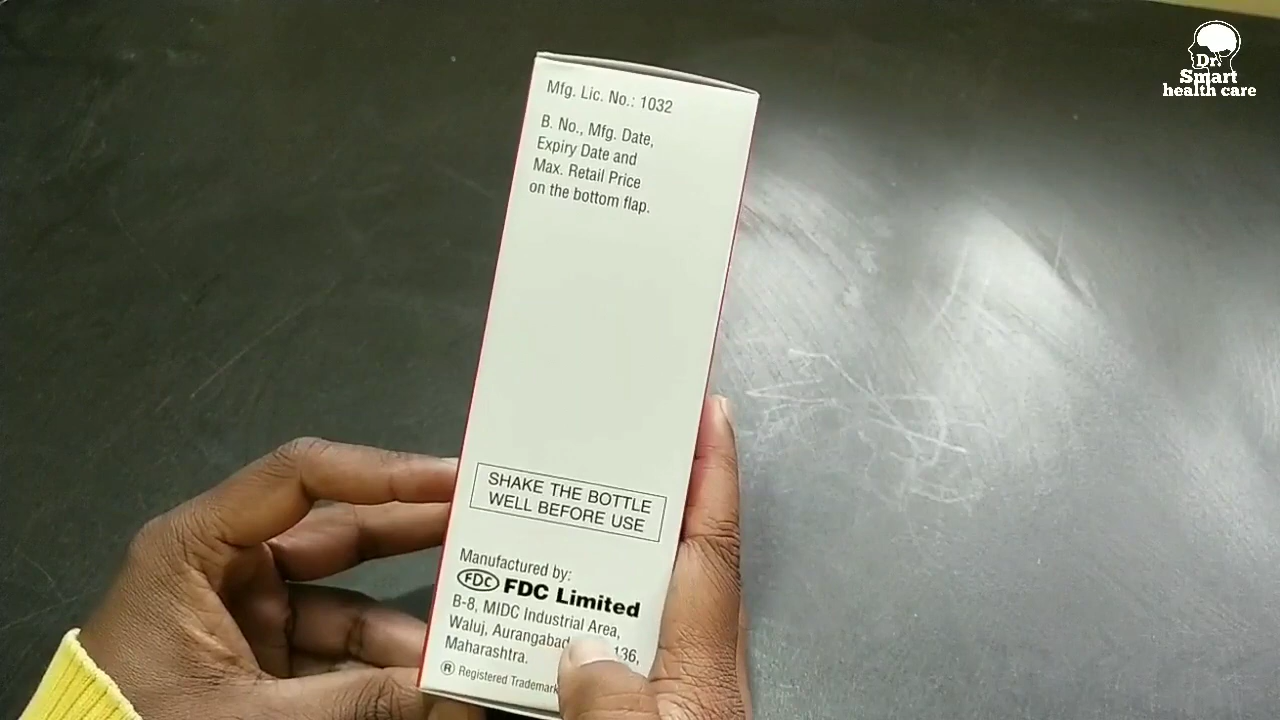 Dr.
Smart
health care
Mfg. Lic. No.: 1032
B. No., Mfg. Date,
Expiry Date and
Max. Retail Price
on the bottom flap.
SHAKE THE BOTTLE
WELL BEFORE USE
Manufactured by:
FDC FDC Limited
B-8, MIDC Industrial Area,
Waluj, Aurangabad 136,
Maharashtra.
® Registered Trademark